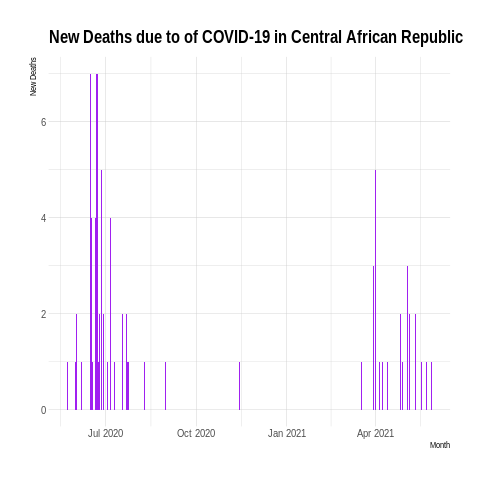 New Deaths due to of COVID-19 in Central African Republic
New Deaths
6
4
2
0
Jul 2020
Oct 2020
Jan 2021
Apr 2021
Month